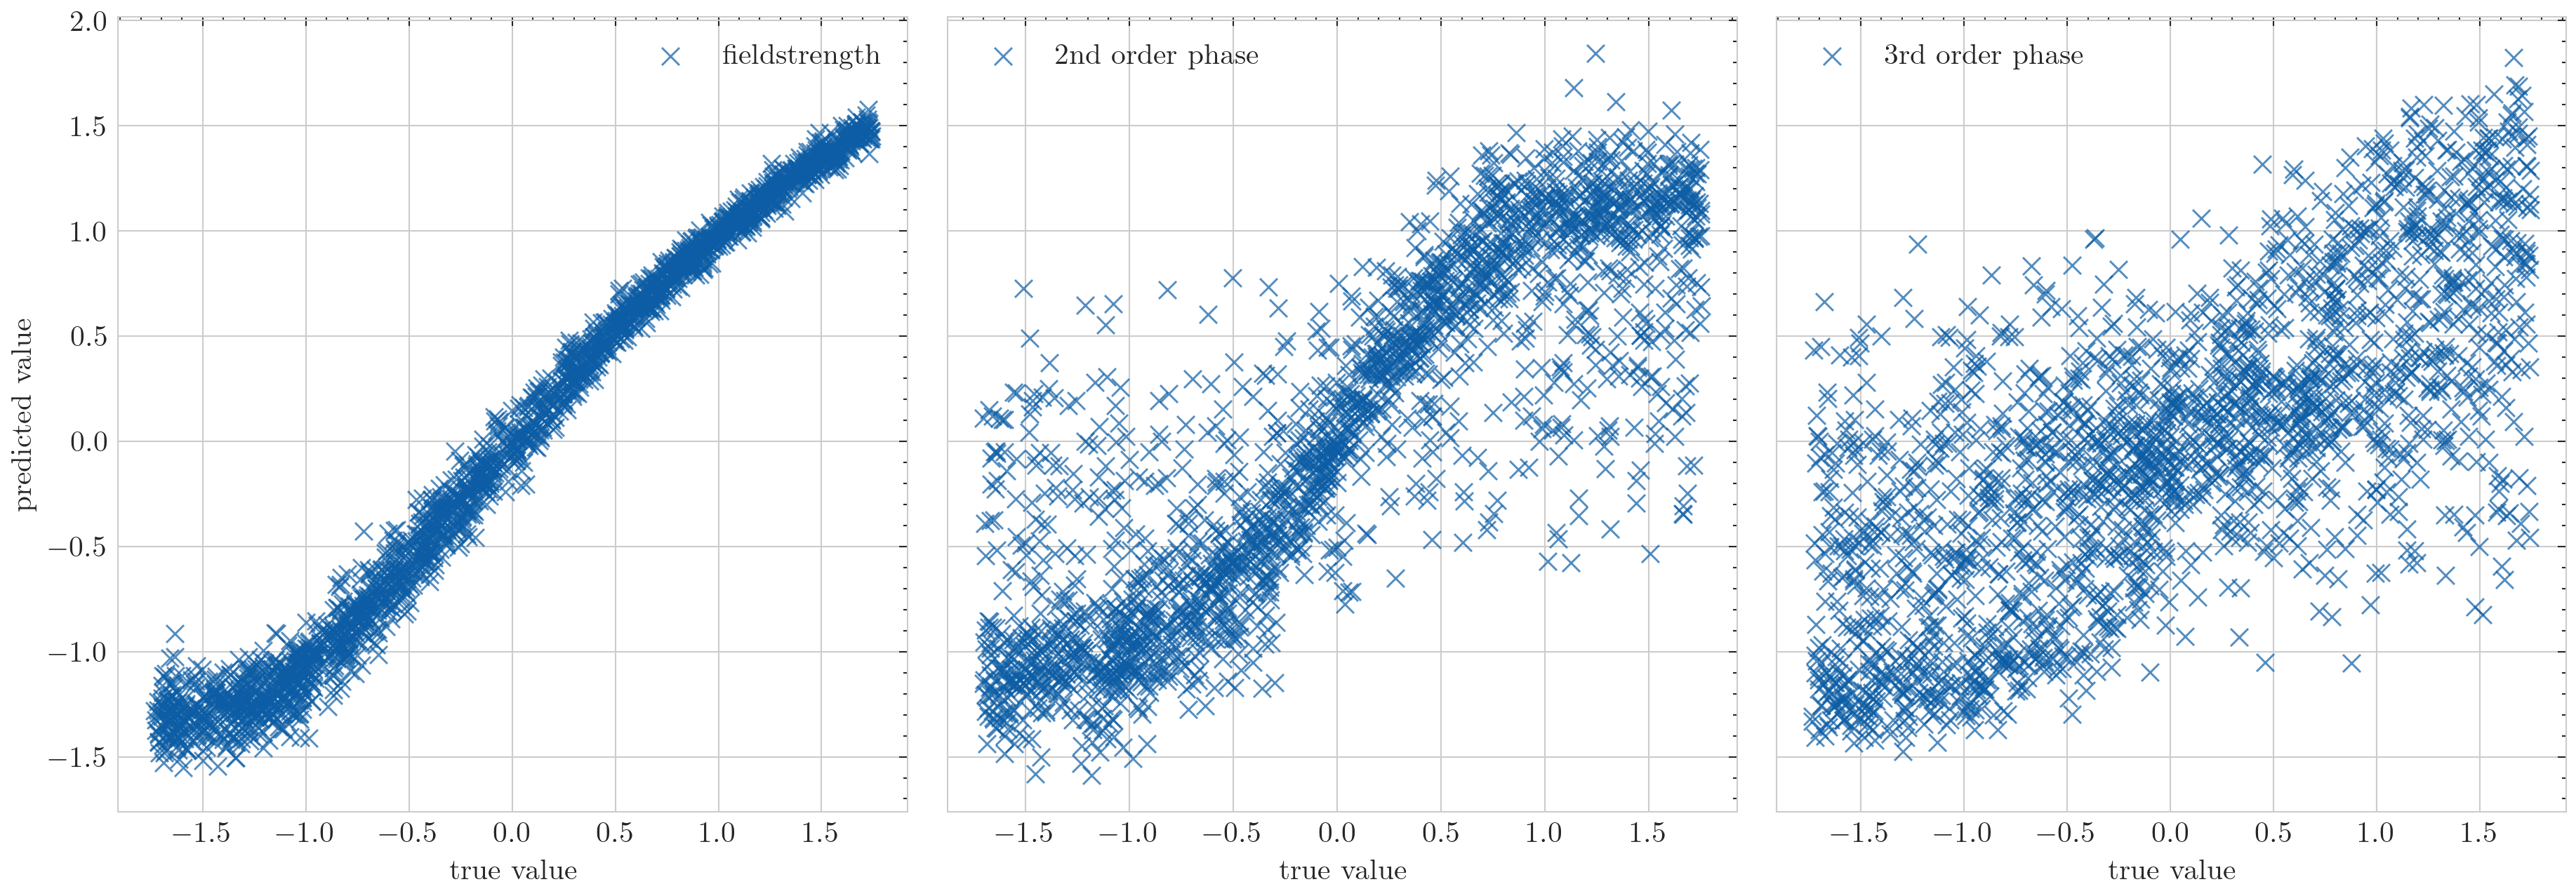 fieldstrength
2nd order phase
3rd order phase
2.0
1.5
1.0
0.5
0.0
−0.5
−1.0
−1.5
predicted value
−1.5 −1.0 −0.5 0.0 0.5 1.0 1.5
−1.5 −1.0 −0.5 0.0 0.5 1.0 1.5
−1.5 −1.0 −0.5 0.0 0.5 1.0 1.5
true value
true value
true value